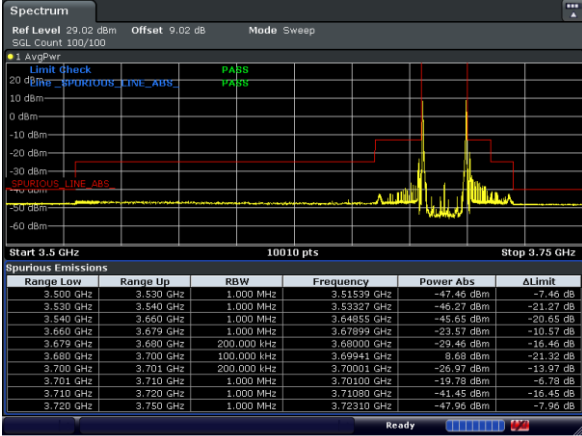 Spectrum
Ref Level 29.02 dBm Offset 9.02 dB Mode Sweep
SGL Count 100/100
1 AvgPwr
Limit Check PASS
20 dBm Line _SPURIOUS_LINE_ABS_ PASS
10 dBm
0 dBm
-10 dBm
-20 dBm
-30 dBm
_SPURIOUS_LINE_ABS_
-40 dBm
-50 dBm
-60 dBm
Start 3.5 GHz 10010 pts Stop 3.75 GHz
Spurious Emissions
Range Low Range Up RBW Frequency Power Abs ΔLimit
3.500 GHz 3.530 GHz 1.000 MHz 3.51539 GHz -47.46 dBm -7.46 dB
3.530 GHz 3.540 GHz 1.000 MHz 3.53327 GHz -46.27 dBm -21.27 dB
3.540 GHz 3.660 GHz 1.000 MHz 3.64855 GHz -45.65 dBm -20.65 dB
3.660 GHz 3.679 GHz 1.000 MHz 3.67899 GHz -23.57 dBm -10.57 dB
3.679 GHz 3.680 GHz 200.000 kHz 3.68000 GHz -29.46 dBm -16.46 dB
3.680 GHz 3.700 GHz 100.000 kHz 3.69941 GHz 8.68 dBm -21.32 dB
3.700 GHz 3.701 GHz 200.000 kHz 3.70001 GHz -26.97 dBm -13.97 dB
3.701 GHz 3.710 GHz 1.000 MHz 3.70100 GHz -19.78 dBm -6.78 dB
3.710 GHz 3.720 GHz 1.000 MHz 3.71080 GHz -41.45 dBm -16.45 dB
3.720 GHz 3.750 GHz 1.000 MHz 3.72310 GHz -47.96 dBm -7.96 dB
Ready